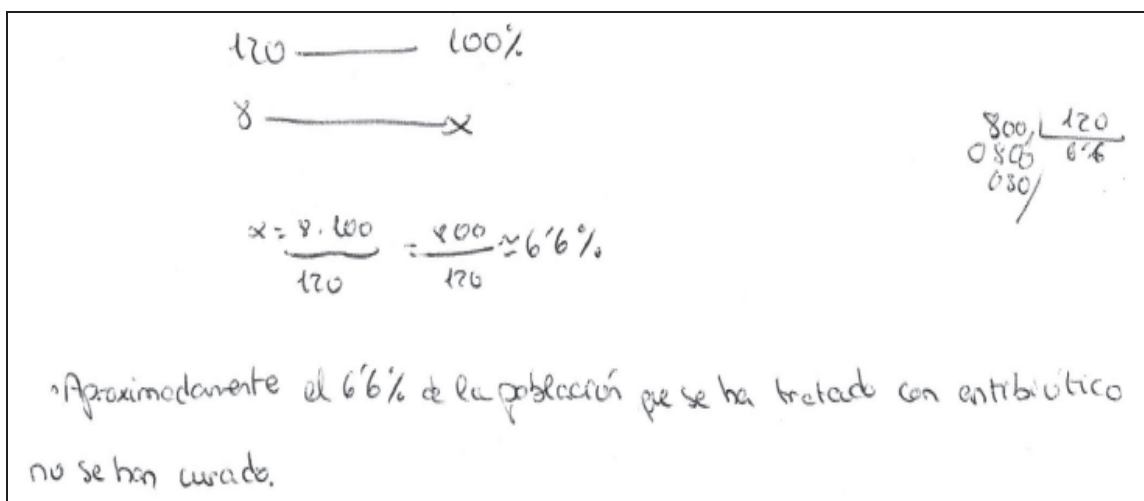 120 —— 100%
8 —— x
800, | 120
0800 6'6
080/
x = 8·100 / 120 = 800 / 120 ≈ 6'6%
Aproximadamente el 6'6% de la población que se ha tratado con antibiótico
no se han curado.